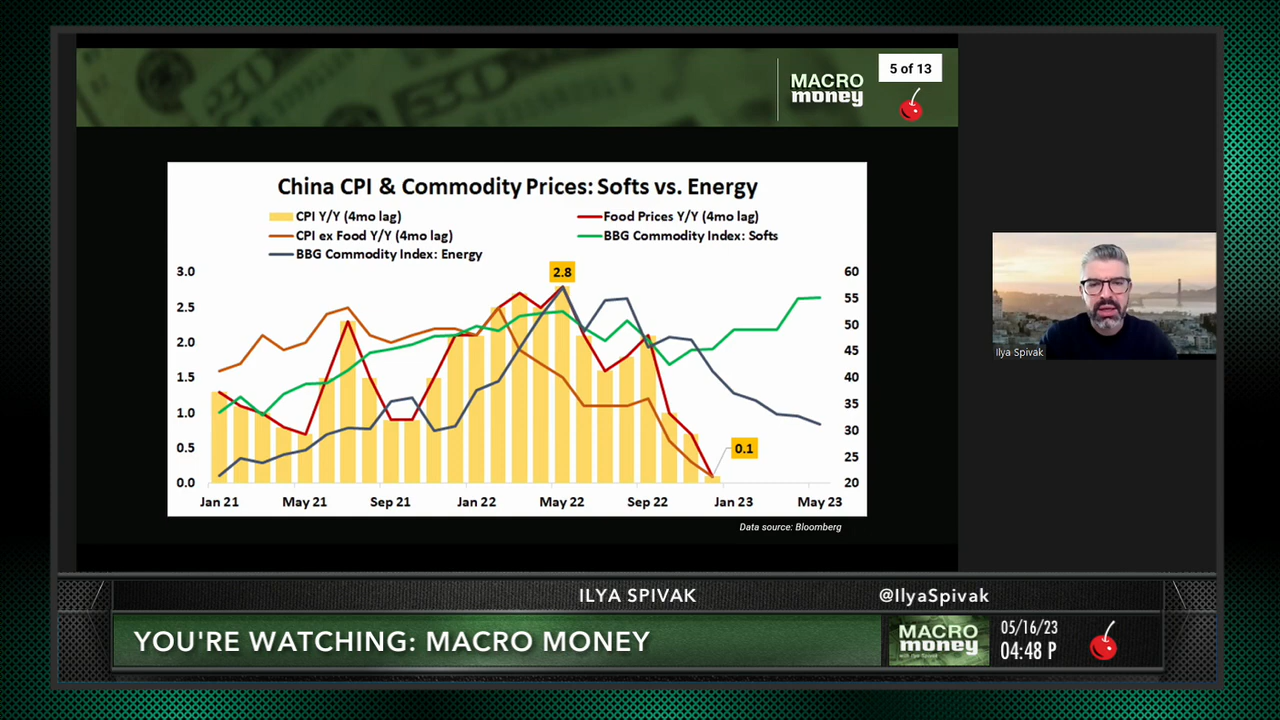 MACRO
money
5 of 13
China CPI & Commodity Prices: Softs vs. Energy
CPI Y/Y (4mo lag)
Food Prices Y/Y (4mo lag)
CPI ex Food Y/Y (4mo lag)
BBG Commodity Index: Softs
BBG Commodity Index: Energy
3.0
2.5
2.0
1.5
1.0
0.5
0.0
2.8
0.1
60
55
50
45
40
35
30
25
20
Jan 21 May 21 Sep 21 Jan 22 May 22 Sep 22 Jan 23 May 23
Data source: Bloomberg
Ilya Spivak
ILYA SPIVAK
@IlyaSpivak
YOU'RE WATCHING: MACRO MONEY
MACRO
money
with Ilya Spivak
05/16/23
04:48 P